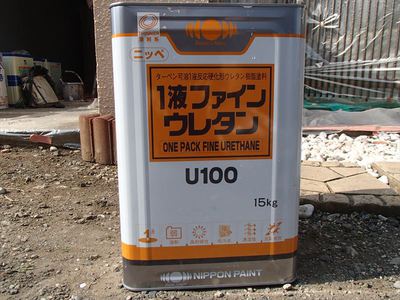 ニッペ
ターペン可溶1液反応硬化形ウレタン樹脂塗料
1液ファイン
ウレタン
ONE PACK FINE URETHANE
U100
15kg
NIPPON PAINT